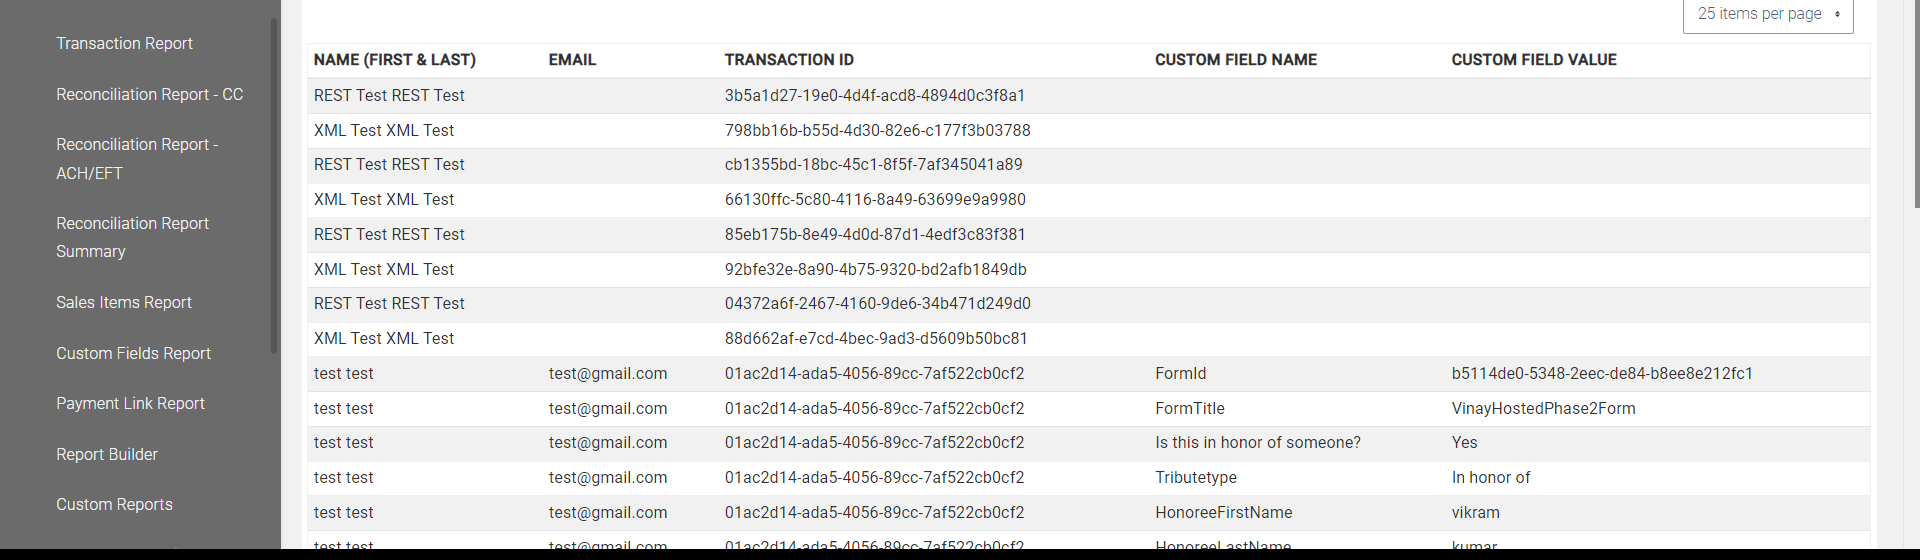 25 items per page
Transaction Report
Reconciliation Report - CC
Reconciliation Report -
ACH/EFT
Reconciliation Report
Summary
Sales Items Report
Custom Fields Report
Payment Link Report
Report Builder
Custom Reports
NAME (FIRST & LAST) EMAIL TRANSACTION ID CUSTOM FIELD NAME CUSTOM FIELD VALUE
REST Test REST Test 3b5a1d27-19e0-4d4f-acd8-4894d0c3f8a1
XML Test XML Test 798bb16b-b55d-4d30-82e6-c177f3b03788
REST Test REST Test cb1355bd-18bc-45c1-8f5f-7af345041a89
XML Test XML Test 66130ffc-5c80-4116-8a49-63699e9a9980
REST Test REST Test 85eb175b-8e49-4d0d-87d1-4edf3c83f381
XML Test XML Test 92bfe32e-8a90-4b75-9320-bd2afb1849db
REST Test REST Test 04372a6f-2467-4160-9de6-34b471d249d0
XML Test XML Test 88d662af-e7cd-4bec-9ad3-d5609b50bc81
test test test@gmail.com 01ac2d14-ada5-4056-89cc-7af522cb0cf2 FormId b5114de0-5348-2eec-de84-b8ee8e212fc1
test test test@gmail.com 01ac2d14-ada5-4056-89cc-7af522cb0cf2 FormTitle VinayHostedPhase2Form
test test test@gmail.com 01ac2d14-ada5-4056-89cc-7af522cb0cf2 Is this in honor of someone? Yes
test test test@gmail.com 01ac2d14-ada5-4056-89cc-7af522cb0cf2 Tributetype In honor of
test test test@gmail.com 01ac2d14-ada5-4056-89cc-7af522cb0cf2 HonoreeFirstName vikram
test test test@gmail.com 01ac2d14-ada5-4056-89cc-7af522cb0cf2 HonoreeLastName kumar